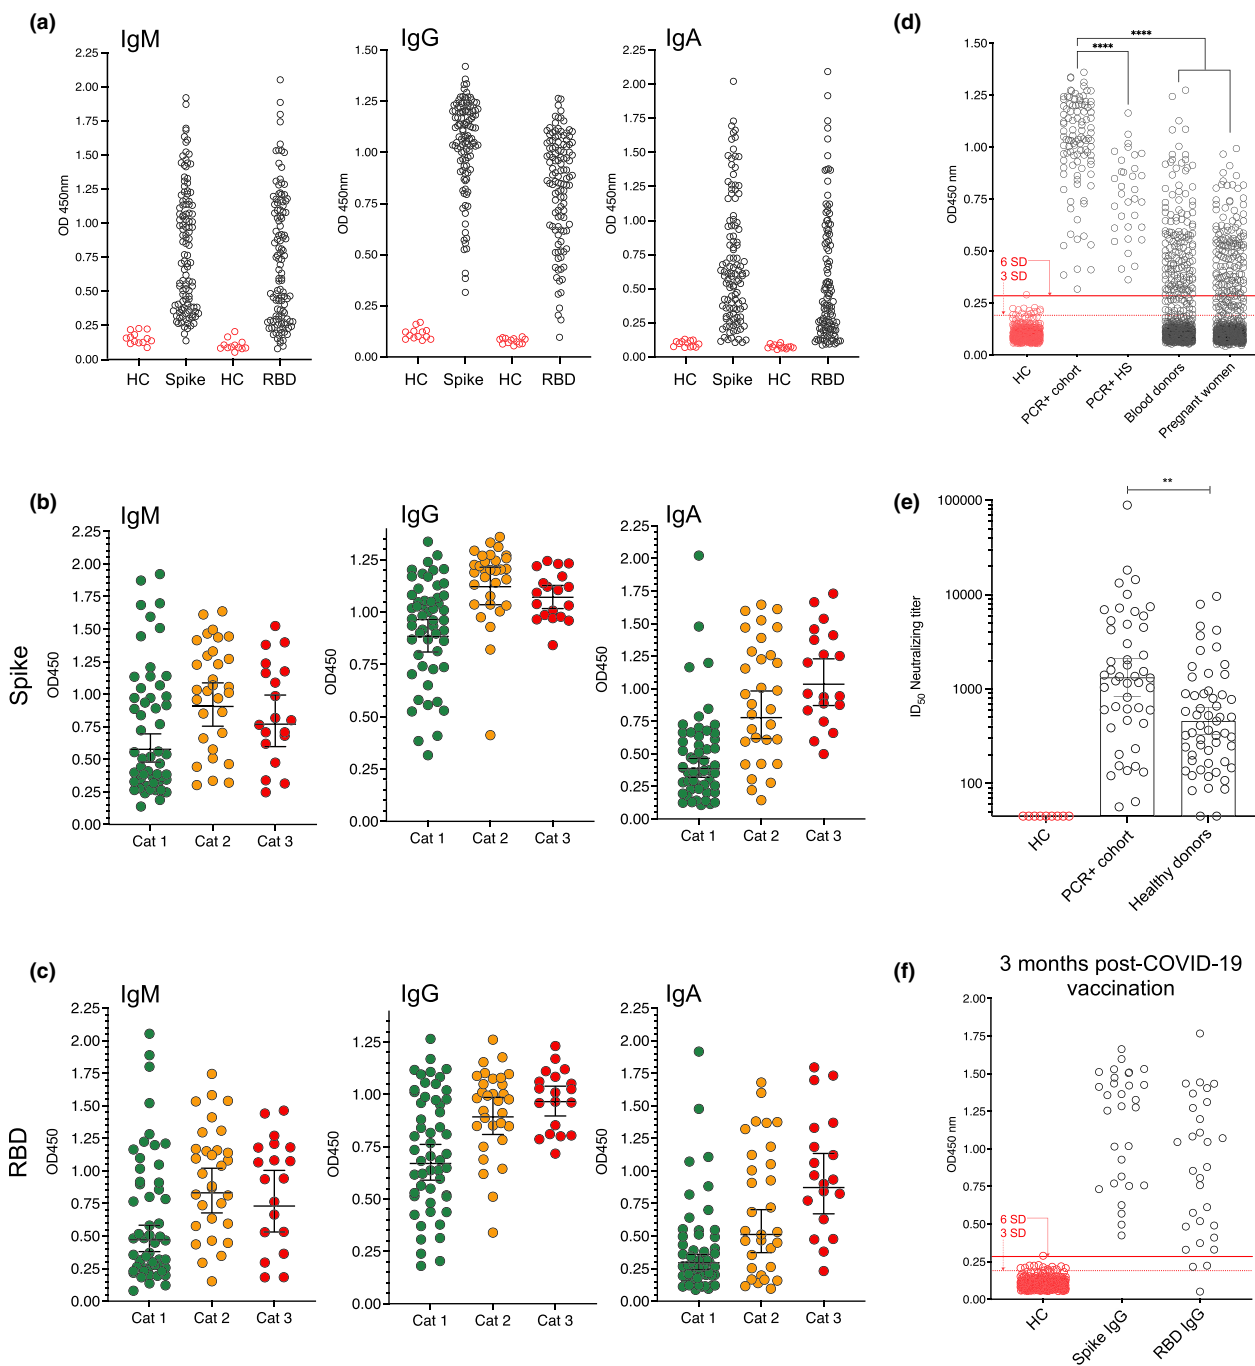 (a)
IgM
OD 450nm
2.25
2.00
1.75
1.50
1.25
1.00
0.75
0.50
0.25
0.00
HC Spike HC RBD
IgG
OD 450nm
1.50
1.25
1.00
0.75
0.50
0.25
0.00
HC Spike HC RBD
IgA
OD 450nm
2.25
2.00
1.75
1.50
1.25
1.00
0.75
0.50
0.25
0.00
HC Spike HC RBD
(d)
OD450 nm
1.50
1.25
1.00
0.75
0.50
0.25
0.00
****
****
6 SD
3 SD
HC
PCR+ cohort
PCR+ HS
Blood donors
Pregnant women
(b)
Spike
IgM
OD450
2.25
2.00
1.75
1.50
1.25
1.00
0.75
0.50
0.25
0.00
Cat 1 Cat 2 Cat 3
IgG
OD450
1.25
1.00
0.75
0.50
0.25
0.00
Cat 1 Cat 2 Cat 3
IgA
OD450
2.25
2.00
1.75
1.50
1.25
1.00
0.75
0.50
0.25
0.00
Cat 1 Cat 2 Cat 3
(e)
ID50 Neutralizing titer
100000
10000
1000
100
**
HC
PCR+ cohort
Healthy donors
(c)
RBD
IgM
OD450
2.25
2.00
1.75
1.50
1.25
1.00
0.75
0.50
0.25
0.00
Cat 1 Cat 2 Cat 3
IgG
OD450
1.25
1.00
0.75
0.50
0.25
0.00
Cat 1 Cat 2 Cat 3
IgA
OD450
2.25
2.00
1.75
1.50
1.25
1.00
0.75
0.50
0.25
0.00
Cat 1 Cat 2 Cat 3
(f)
3 months post-COVID-19
vaccination
OD450 nm
2.00
1.75
1.50
1.25
1.00
0.75
0.50
0.25
0.00
6 SD
3 SD
HC
Spike IgG
RBD IgG